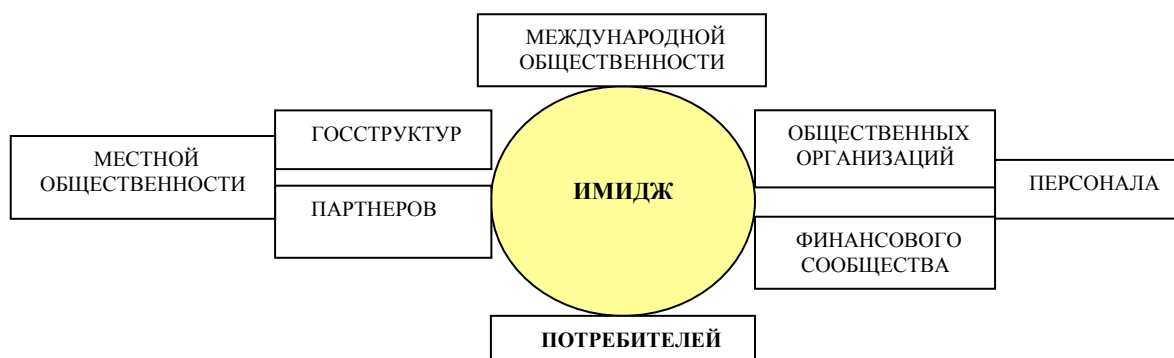 МЕЖДУНАРОДНОЙ
ОБЩЕСТВЕННОСТИ
ГОССТРУКТУР
ОБЩЕСТВЕННЫХ
ОРГАНИЗАЦИЙ
МЕСТНОЙ
ОБЩЕСТВЕННОСТИ
ИМИДЖ
ПЕРСОНАЛА
ПАРТНЕРОВ
ФИНАНСОВОГО
СООБЩЕСТВА
ПОТРЕБИТЕЛЕЙ